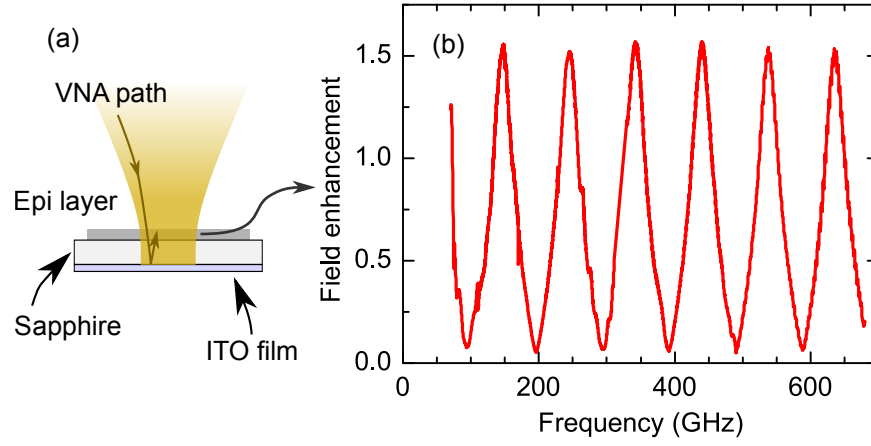 (a)
VNA path
Epi layer
Sapphire
ITO film
(b)
Field enhancement
1.5
1.0
0.5
0.0
0
200
400
600
Frequency (GHz)